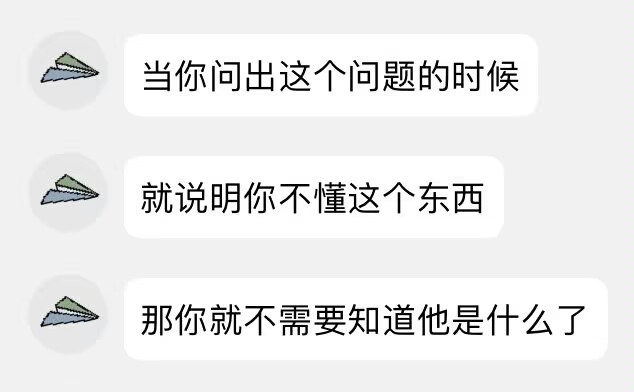 当你问出这个问题的时候
就说明你不懂这个东西
那你就不需要知道他是什么了